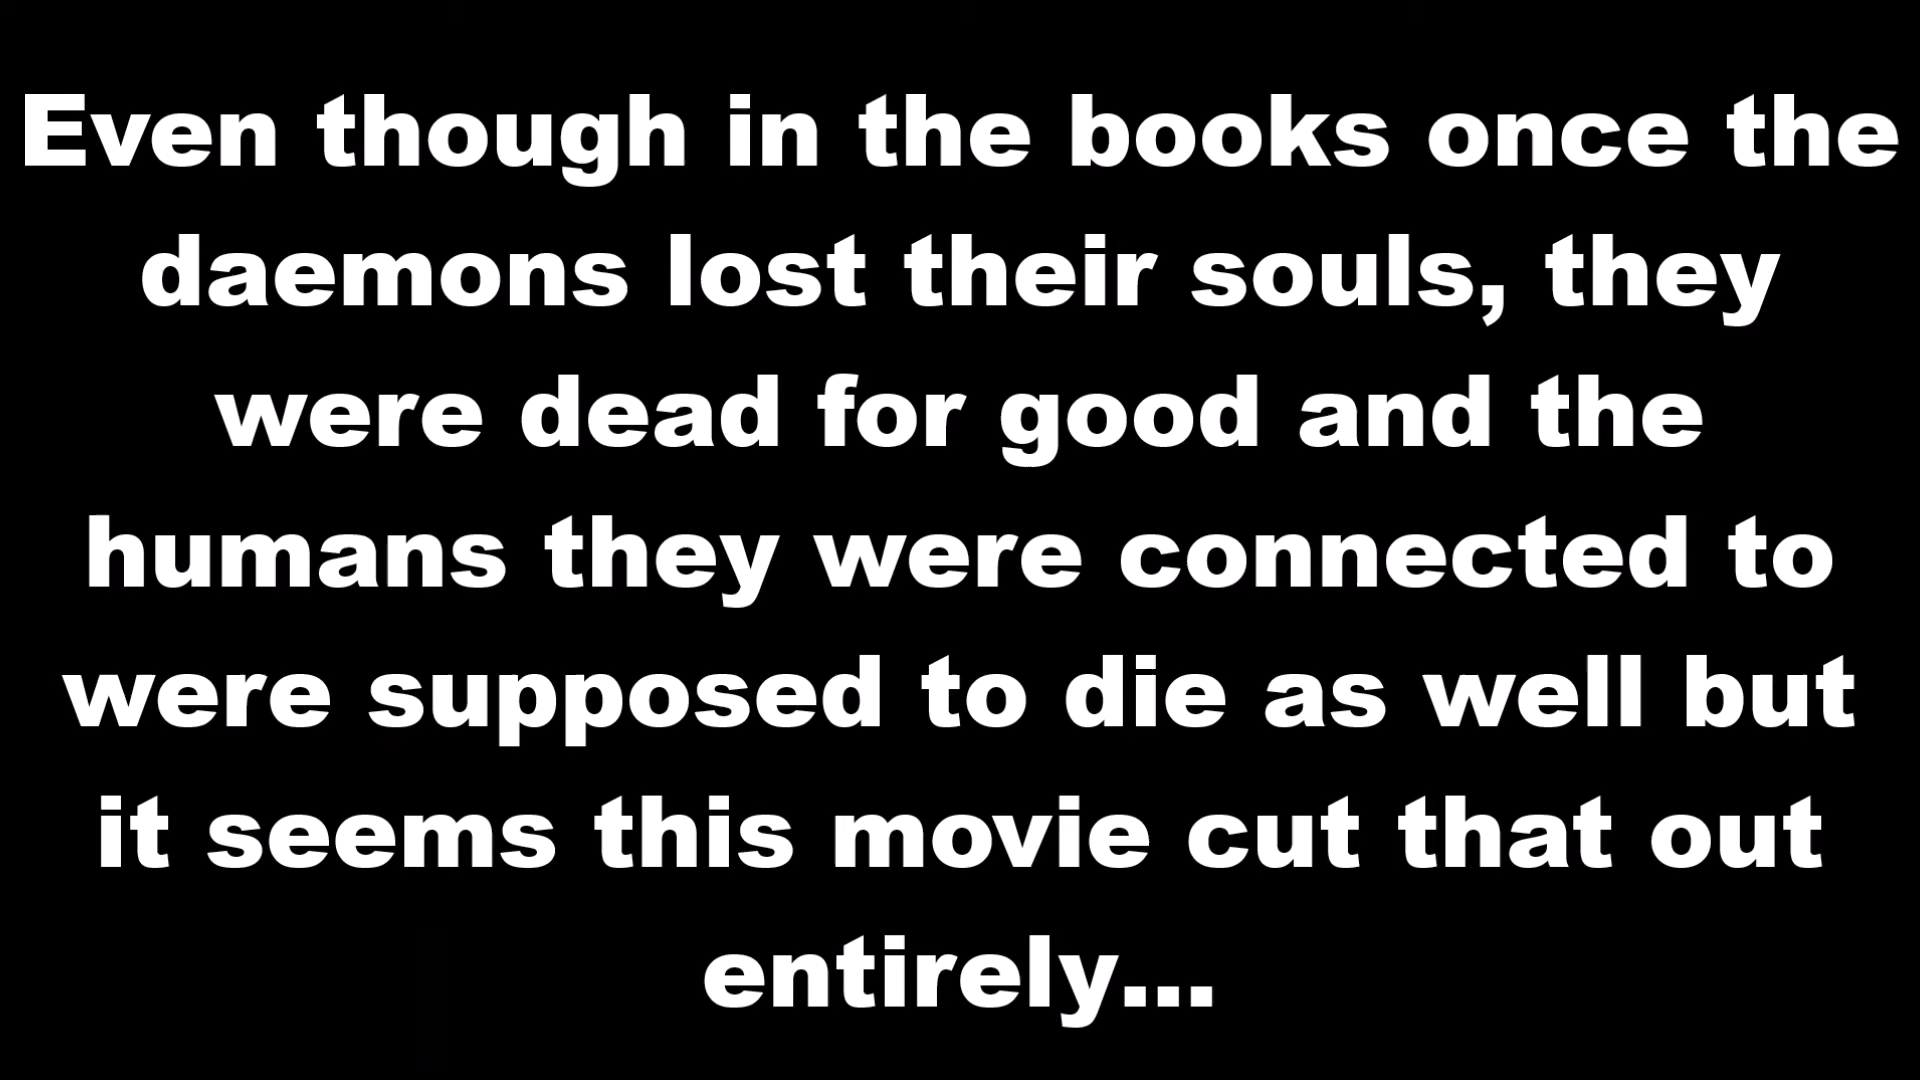 Even though in the books once the
daemons lost their souls, they
were dead for good and the
humans they were connected to
were supposed to die as well but
it seems this movie cut that out
entirely...